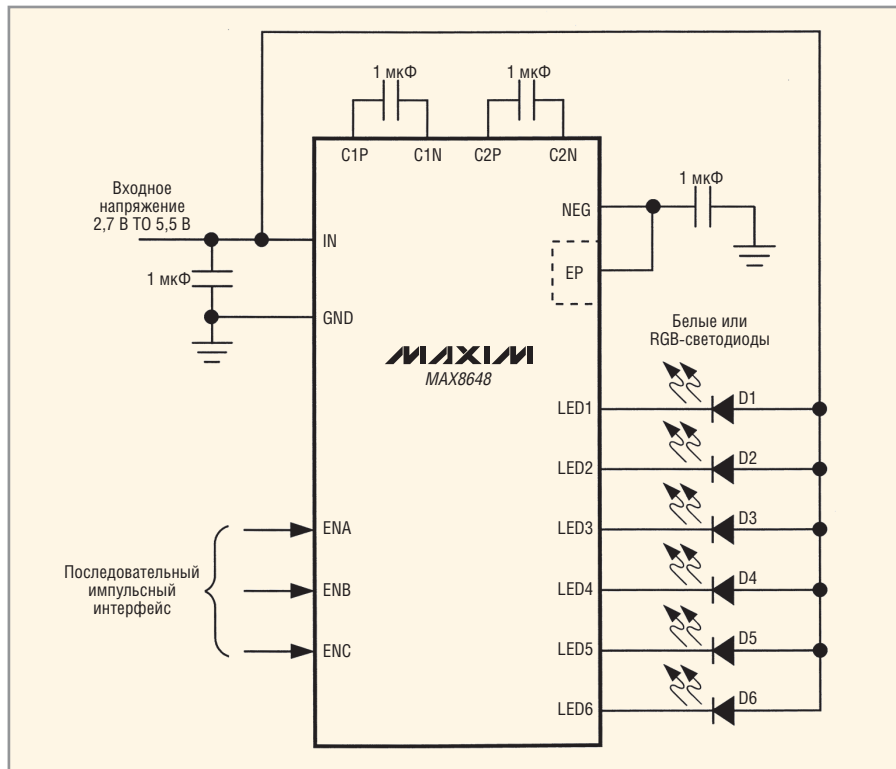 1 мкФ
1 мкФ
C1P
C1N
C2P
C2N
Входное
напряжение
2,7 В ТО 5,5 В
1 мкФ
NEG
IN
EP
1 мкФ
GND
Белые или
RGB-светодиоды
MAXIM
MAX8648
LED1
D1
LED2
D2
ENA
LED3
D3
Последовательный
импульсный
интерфейс
ENB
LED4
D4
ENC
LED5
D5
LED6
D6